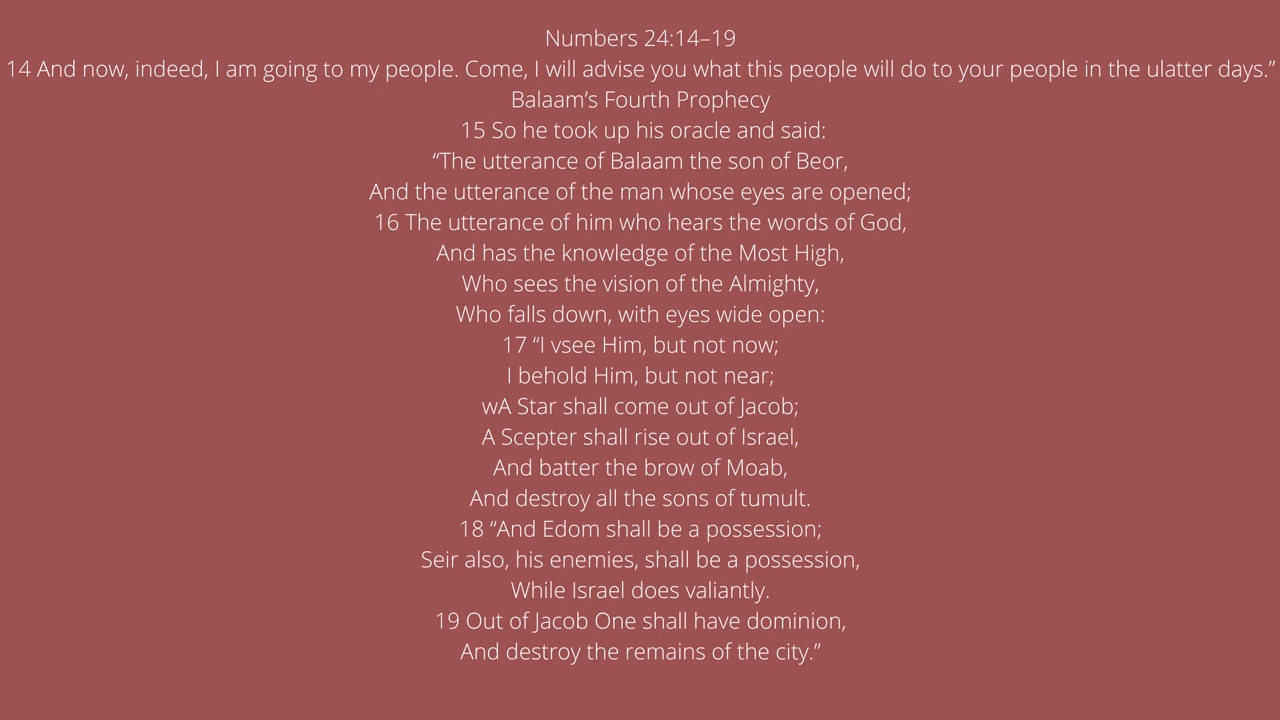 Numbers 24:14–19
14 And now, indeed, I am going to my people. Come, I will advise you what this people will do to your people in the ulatter days.”
Balaam’s Fourth Prophecy
15 So he took up his oracle and said:
“The utterance of Balaam the son of Beor,
And the utterance of the man whose eyes are opened;
16 The utterance of him who hears the words of God,
And has the knowledge of the Most High,
Who sees the vision of the Almighty,
Who falls down, with eyes wide open:
17 “I vsee Him, but not now;
I behold Him, but not near;
wA Star shall come out of Jacob;
A Scepter shall rise out of Israel,
And batter the brow of Moab,
And destroy all the sons of tumult.
18 “And Edom shall be a possession;
Seir also, his enemies, shall be a possession,
While Israel does valiantly.
19 Out of Jacob One shall have dominion,
And destroy the remains of the city.”